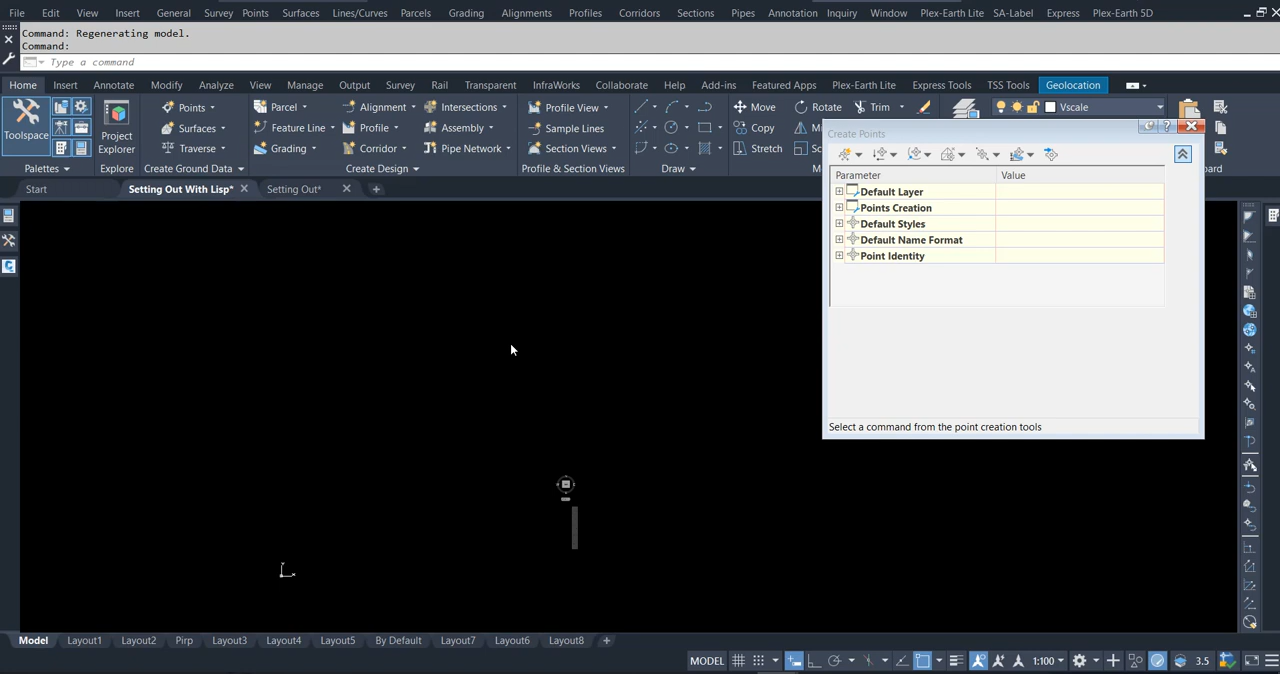 File Edit View Insert General Survey Points Surfaces Lines/Curves Parcels Grading Alignments Profiles Corridors Sections Pipes Annotation Inquiry Window Plex-Earth Lite SA-Label Express Plex-Earth 5D
Command: Regenerating model.
Command:
Type a command
Home Insert Annotate Modify Analyze View Manage Output Survey Rail Transparent InfraWorks Collaborate Help Add-ins Featured Apps Plex-Earth Lite Express Tools TSS Tools Geolocation
Points Parcel Alignment Intersections Profile View Move Rotate Trim Vscale
Toolspace Project Explorer Surfaces Feature Line Profile Assembly Sample Lines Copy
Traverse Grading Corridor Pipe Network Section Views Stretch
Palettes Explore Create Ground Data Create Design Profile & Section Views Draw
Start Setting Out With Lisp* Setting Out*
Create Points
Parameter Value
Default Layer
Points Creation
Default Styles
Default Name Format
Point Identity
Select a command from the point creation tools
Model Layout1 Layout2 Pirp Layout3 Layout4 Layout5 By Default Layout7 Layout6 Layout8
MODEL 1:100 3.5